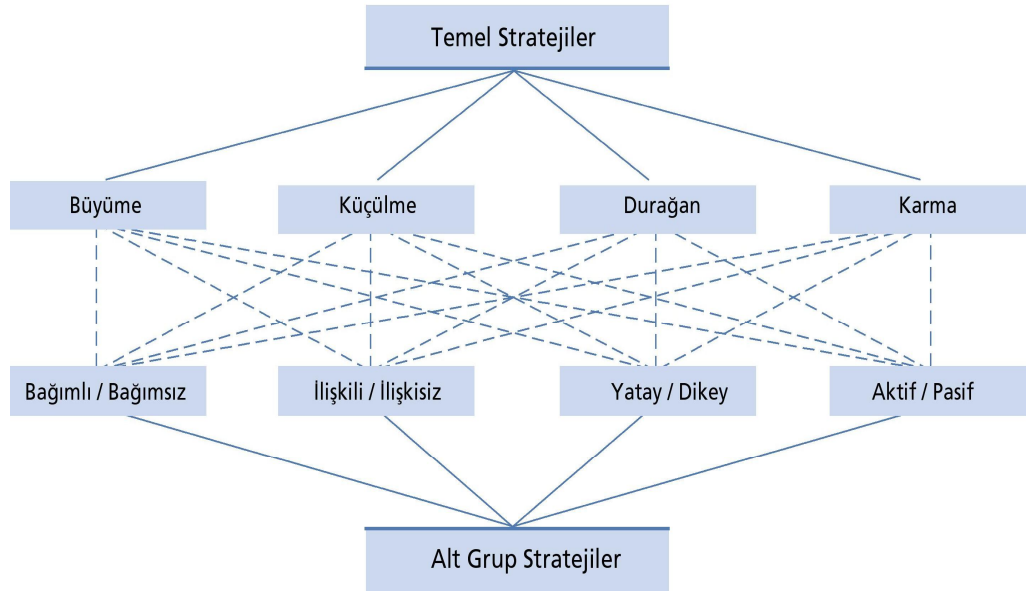 Temel Stratejiler
Büyüme
Küçülme
Durağan
Karma
Bağımlı / Bağımsız
İlişkili / İlişkisiz
Yatay / Dikey
Aktif / Pasif
Alt Grup Stratejiler